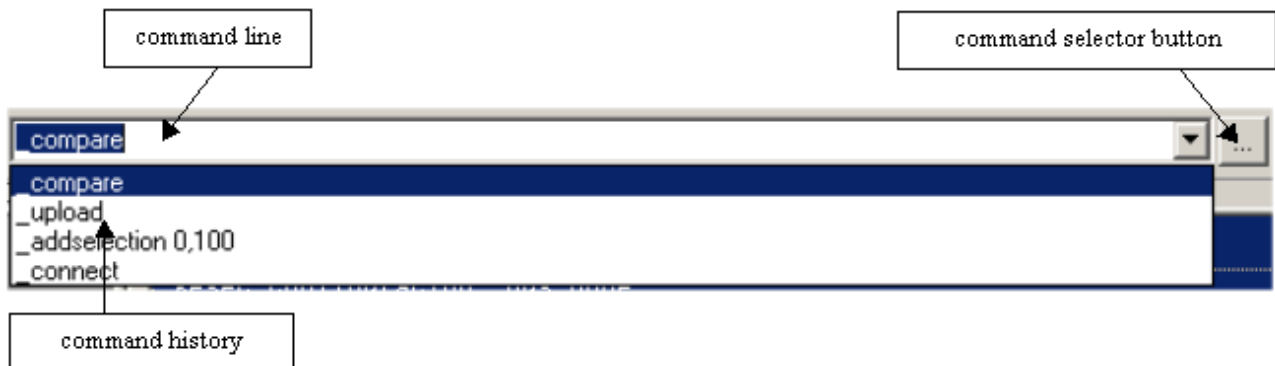 command line
command selector button
_compare
...
_compare
_upload
_addselection 0,100
_connect
command history